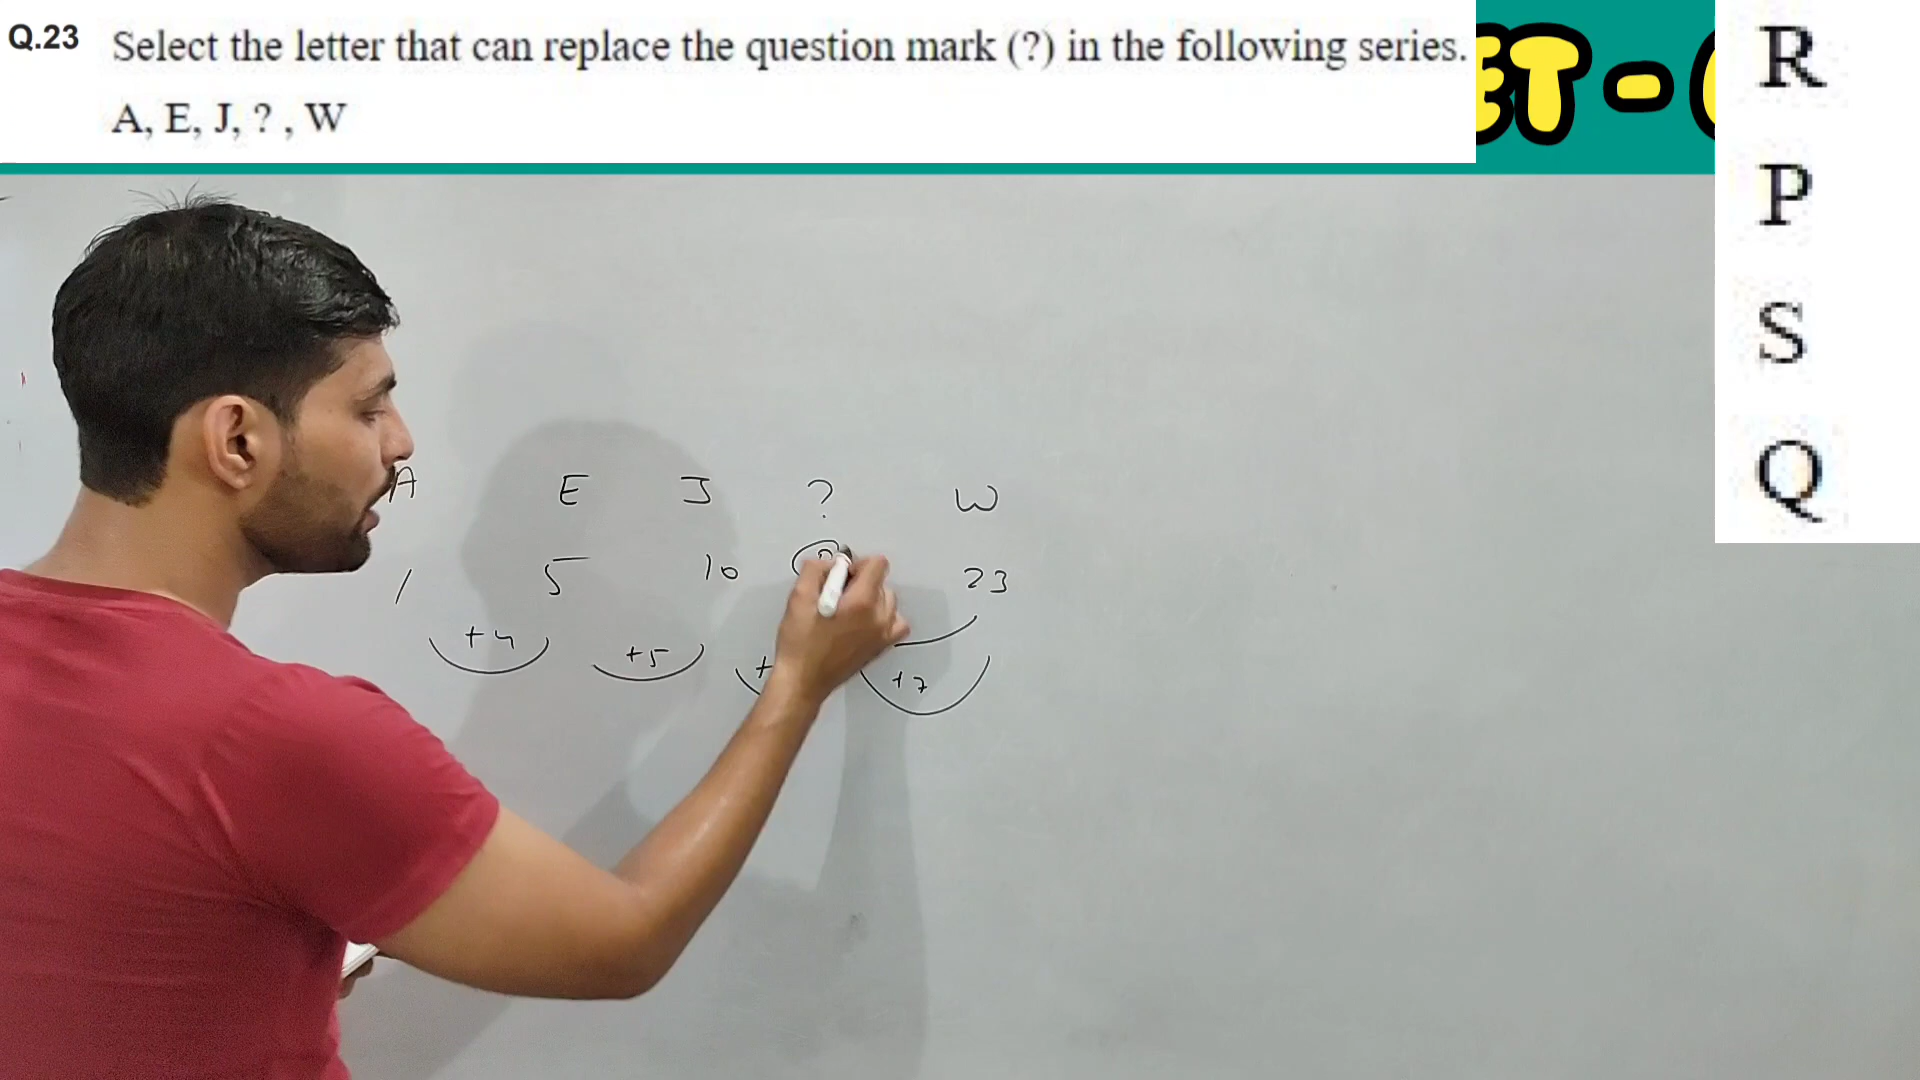 Q.23 Select the letter that can replace the question mark (?) in the following series.
A, E, J, ? , W
ET - (
R
P
S
Q
A E J ? W
1 5 10 23
+4 +5 + +7